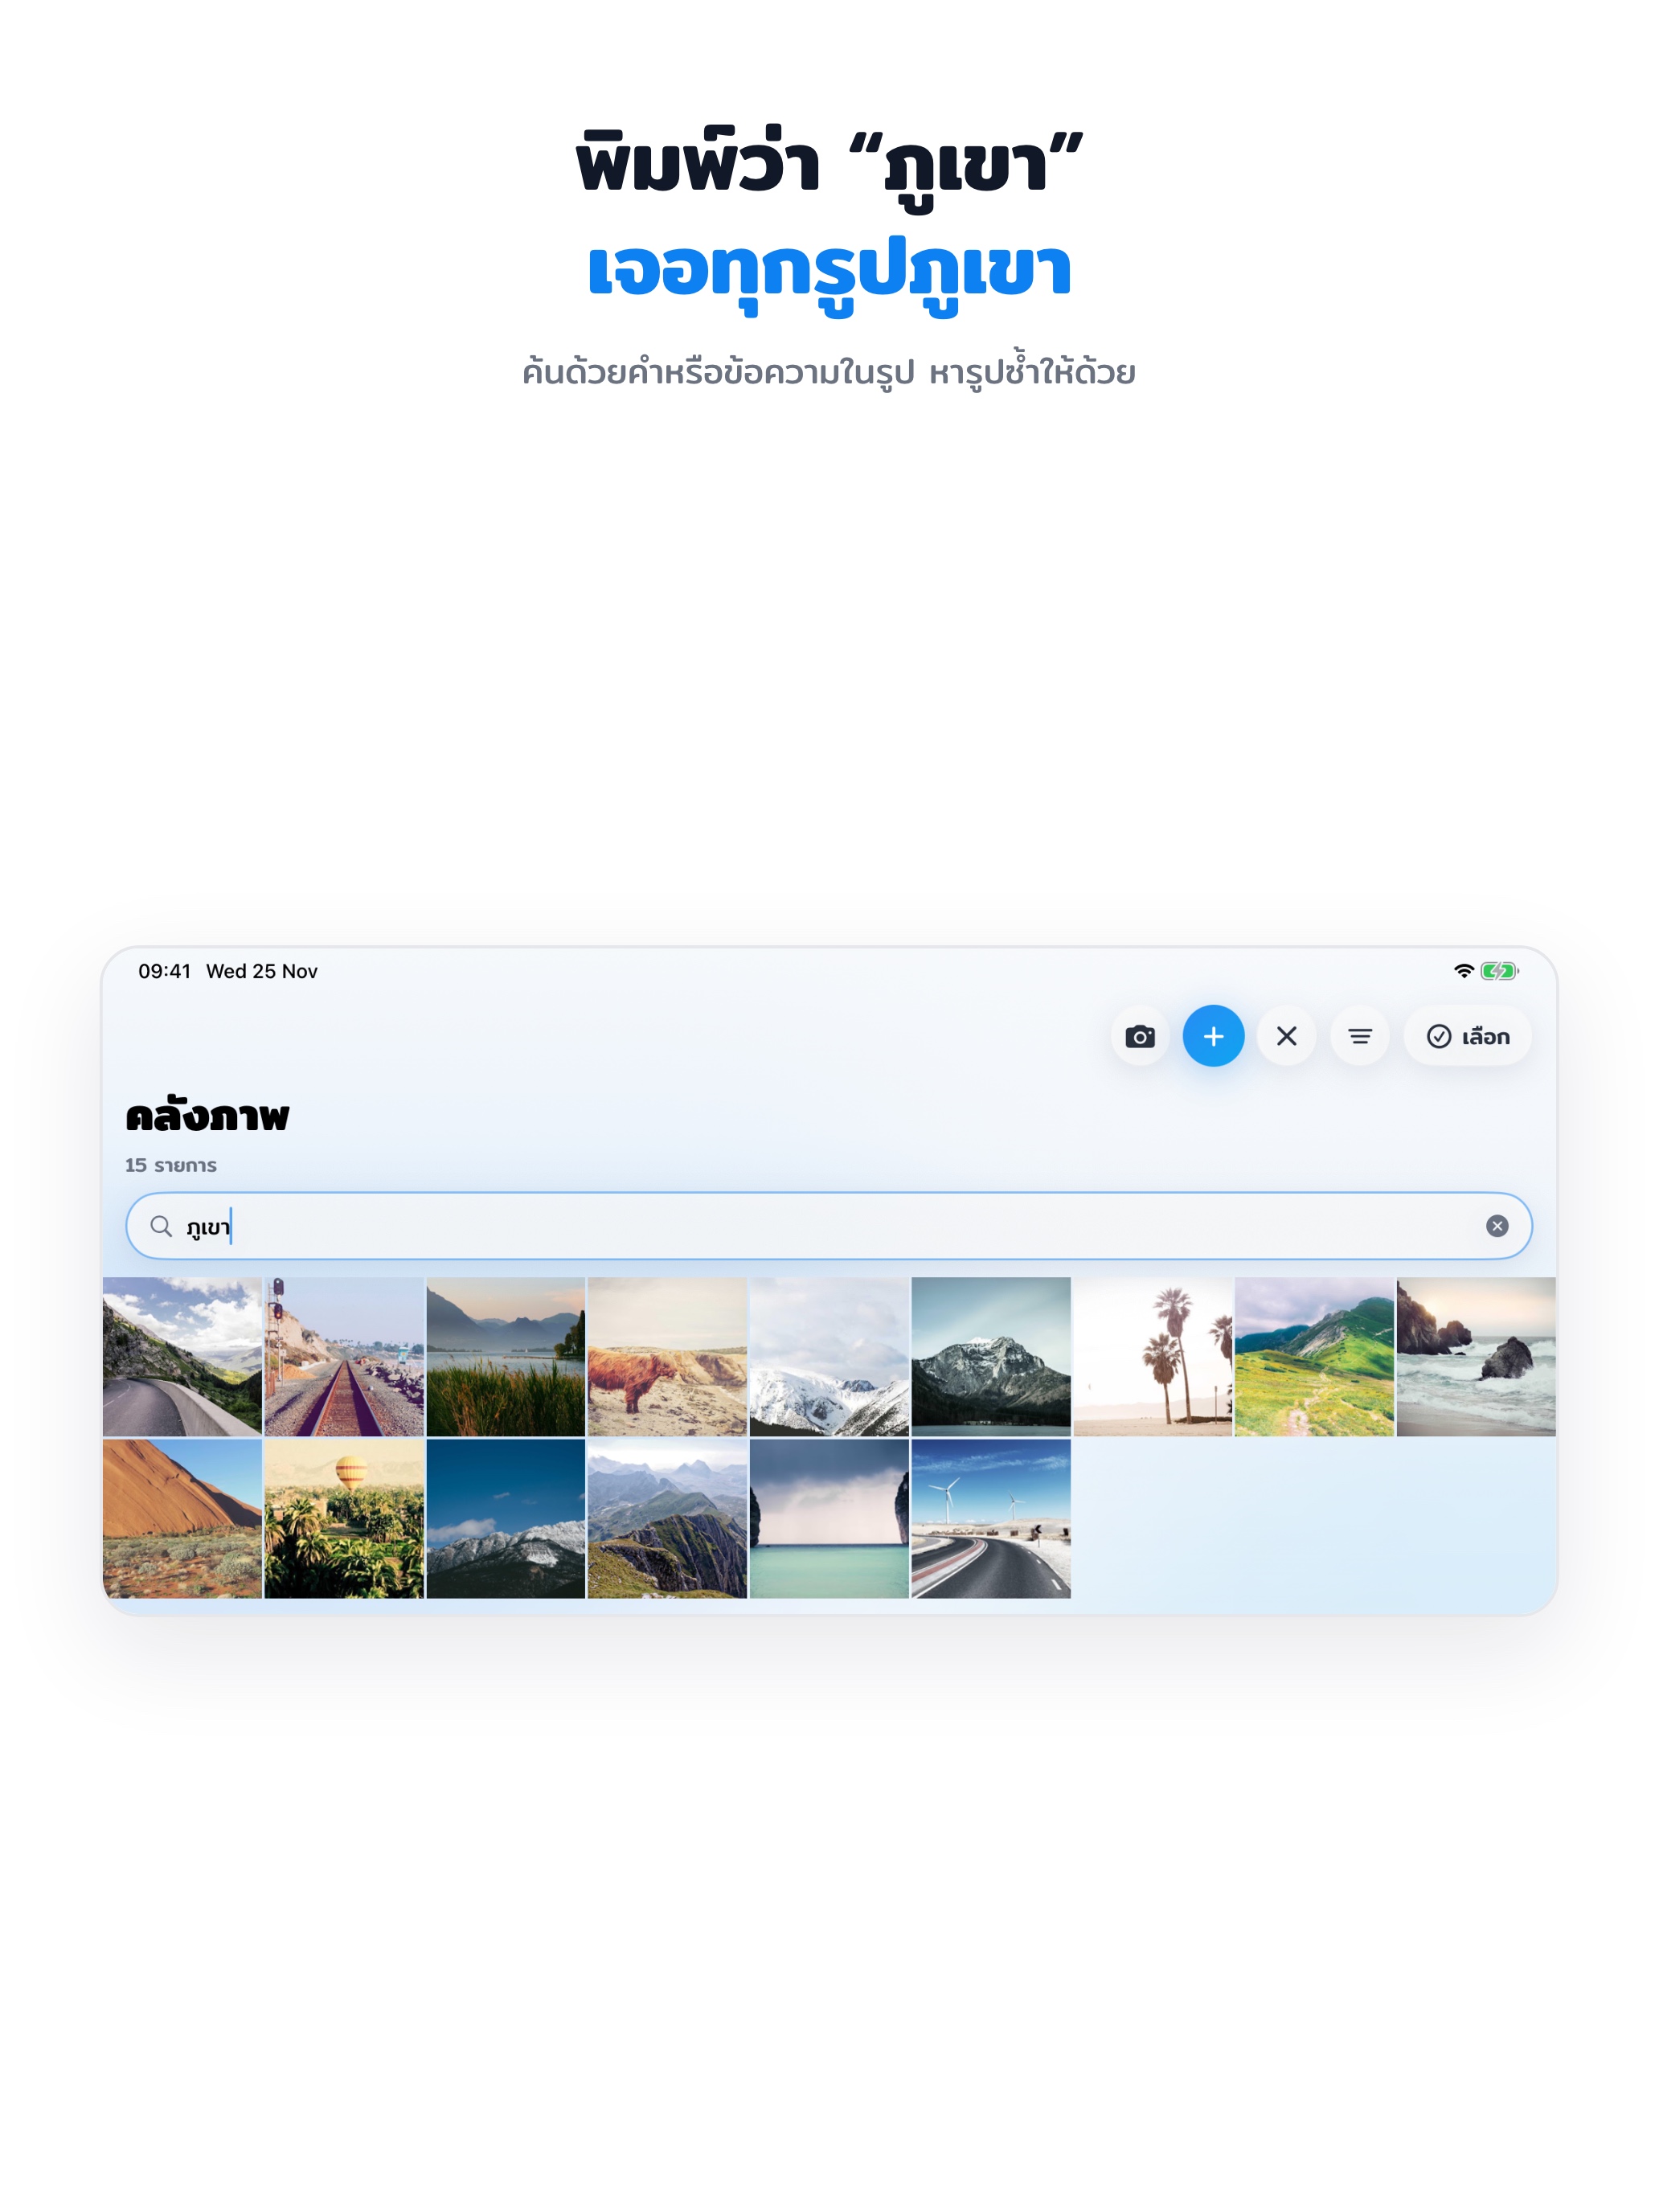 พิมพ์ว่า “ภูเขา”
เจอทุกรูปภูเขา
ค้นด้วยคำหรือข้อความในรูป หารูปซ้ำให้ด้วย
09:41 Wed 25 Nov
เลือก
คลังภาพ
15 รายการ
ภูเขา